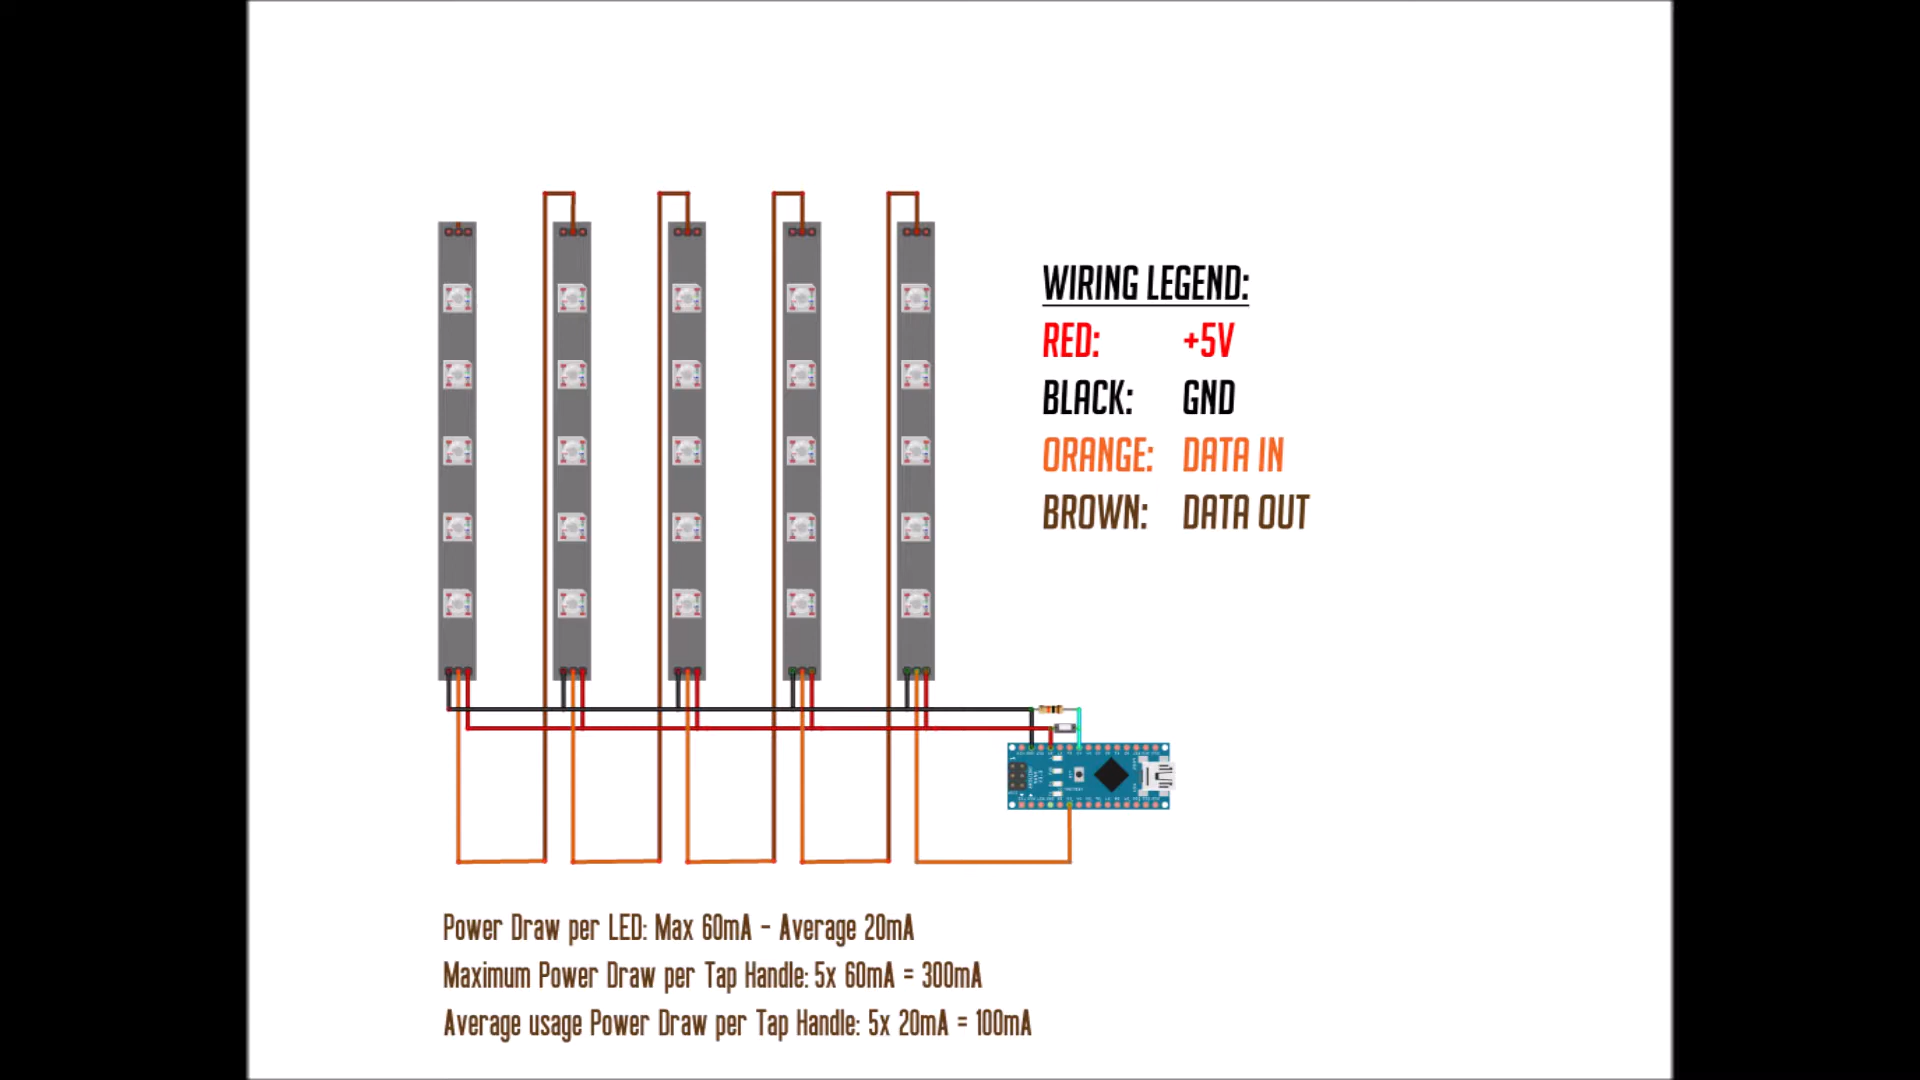 WIRING LEGEND:
RED: +5V
BLACK: GND
ORANGE: DATA IN
BROWN: DATA OUT
Power Draw per LED: Max 60mA - Average 20mA
Maximum Power Draw per Tap Handle: 5x 60mA = 300mA
Average usage Power Draw per Tap Handle: 5x 20mA = 100mA